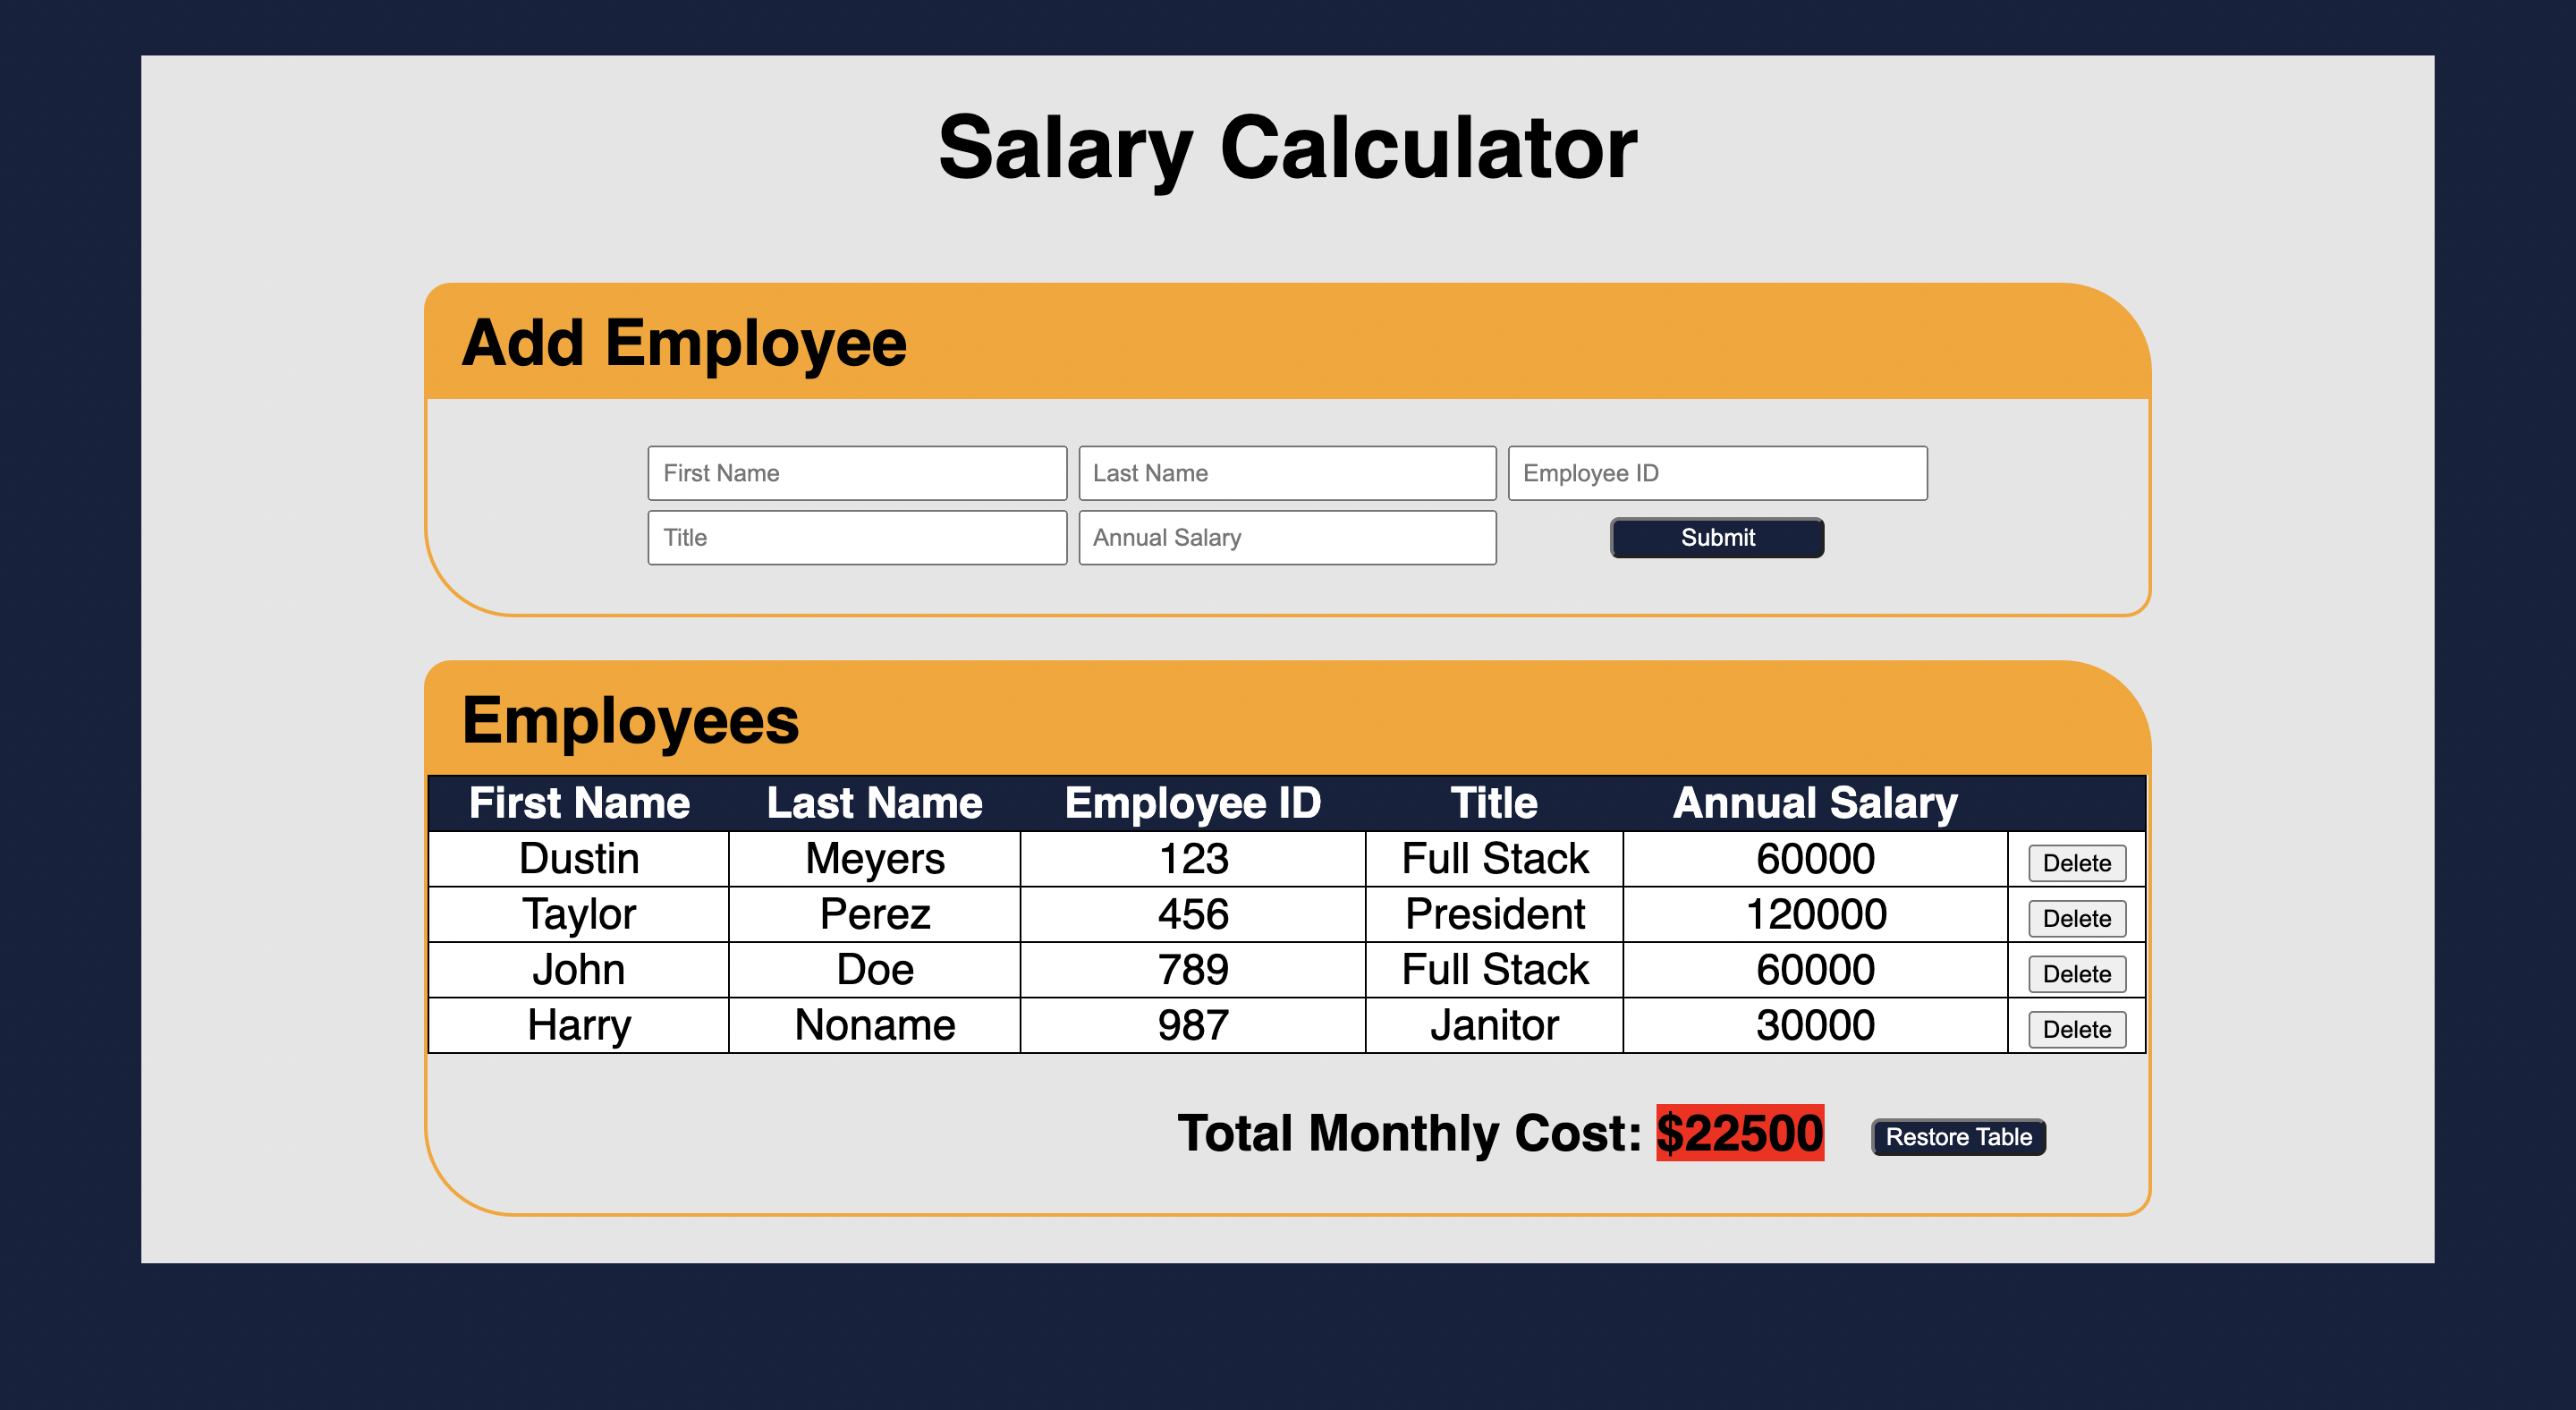 Salary Calculator
Add Employee
First Name Last Name Employee ID
Title Annual Salary Submit
Employees
First Name Last Name Employee ID Title Annual Salary
Dustin Meyers 123 Full Stack 60000 Delete
Taylor Perez 456 President 120000 Delete
John Doe 789 Full Stack 60000 Delete
Harry Noname 987 Janitor 30000 Delete
Total Monthly Cost: $22500 Restore Table